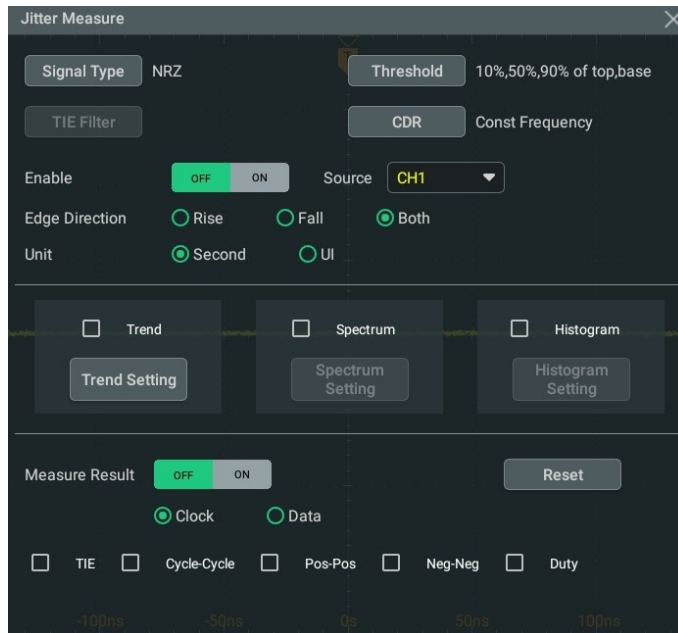 Jitter Measure
Signal Type NRZ Threshold 10%,50%,90% of top,base
TIE Filter CDR Const Frequency
Enable OFF ON Source CH1
Edge Direction Rise Fall Both
Unit Second UI
Trend Spectrum Histogram
Trend Setting Spectrum Setting Histogram Setting
Measure Result OFF ON Reset
Clock Data
TIE Cycle-Cycle Pos-Pos Neg-Neg Duty
-100ns -50ns 0s 50ns 100ns